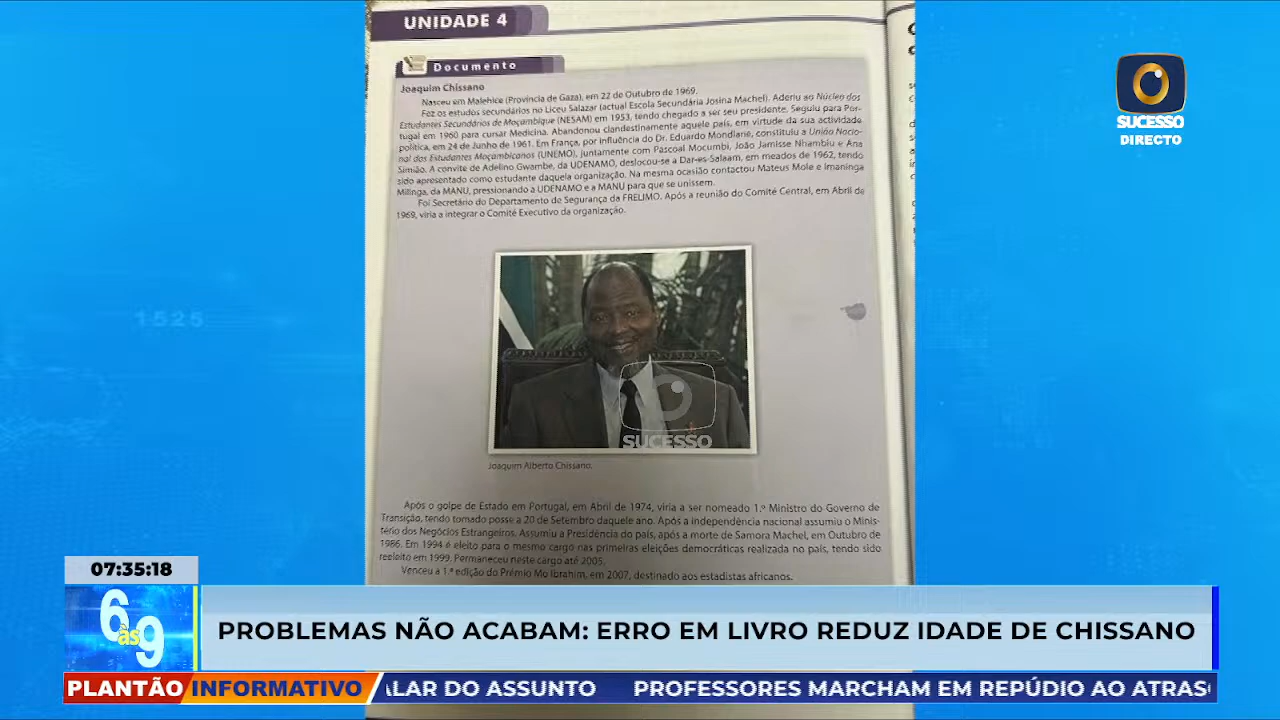 UNIDADE 4
Documento
Joaquim Chissano
Nasceu em Malehice (Província de Gaza), em 22 de Outubro de 1969.
Fez os estudos secundários no Liceu Salazar (actual Escola Secundária Josina Machel). Aderiu ao Núcleo dos
Estudantes Secundários de Moçambique (NESAM) em 1953, tendo chegado a ser seu presidente. Seguiu para Por-
tugal em 1960 para cursar Medicina. Abandonou clandestinamente aquele país, em virtude da sua actividade
política, em 24 de Junho de 1961. Em França, por influência do Dr. Eduardo Mondlane, constituiu a União Nacio-
nal dos Estudantes Moçambicanos (UNEMO), juntamente com Pascoal Mocumbi, João Jamisse Nhambiu e Ana
Simião. A convite de Adelino Gwambe, da UDENAMO, deslocou-se a Dar-es-Salaam, em meados de 1962, tendo
sido apresentado como estudante daquela organização. Na mesma ocasião contactou Mateus Mole e Imaninga
Milinga, da MANU, pressionando a UDENAMO e a MANU para que se unissem.
Foi Secretário do Departamento de Segurança da FRELIMO. Após a reunião do Comité Central, em Abril de
1969, viria a integrar o Comité Executivo da organização.
SUCESSO
Joaquim Alberto Chissano.
Após o golpe de Estado em Portugal, em Abril de 1974, viria a ser nomeado 1.º Ministro do Governo de
Transição, tendo tomado posse a 20 de Setembro daquele ano. Após a independência nacional assumiu o Minis-
tério dos Negócios Estrangeiros. Assumiu a Presidência do país, após a morte de Samora Machel, em Outubro de
1986. Em 1994 é eleito para o mesmo cargo nas primeiras eleições democráticas realizada no país, tendo sido
reeleito em 1999. Permaneceu neste cargo até 2005.
Venceu a 1.ª edição do Prémio Mo Ibrahim, em 2007, destinado aos estadistas africanos.
SUCESSO
DIRECTO
1525
07:35:18
6 às 9
PROBLEMAS NÃO ACABAM: ERRO EM LIVRO REDUZ IDADE DE CHISSANO
PLANTÃO INFORMATIVO
ALAR DO ASSUNTO PROFESSORES MARCHAM EM REPÚDIO AO ATRAS